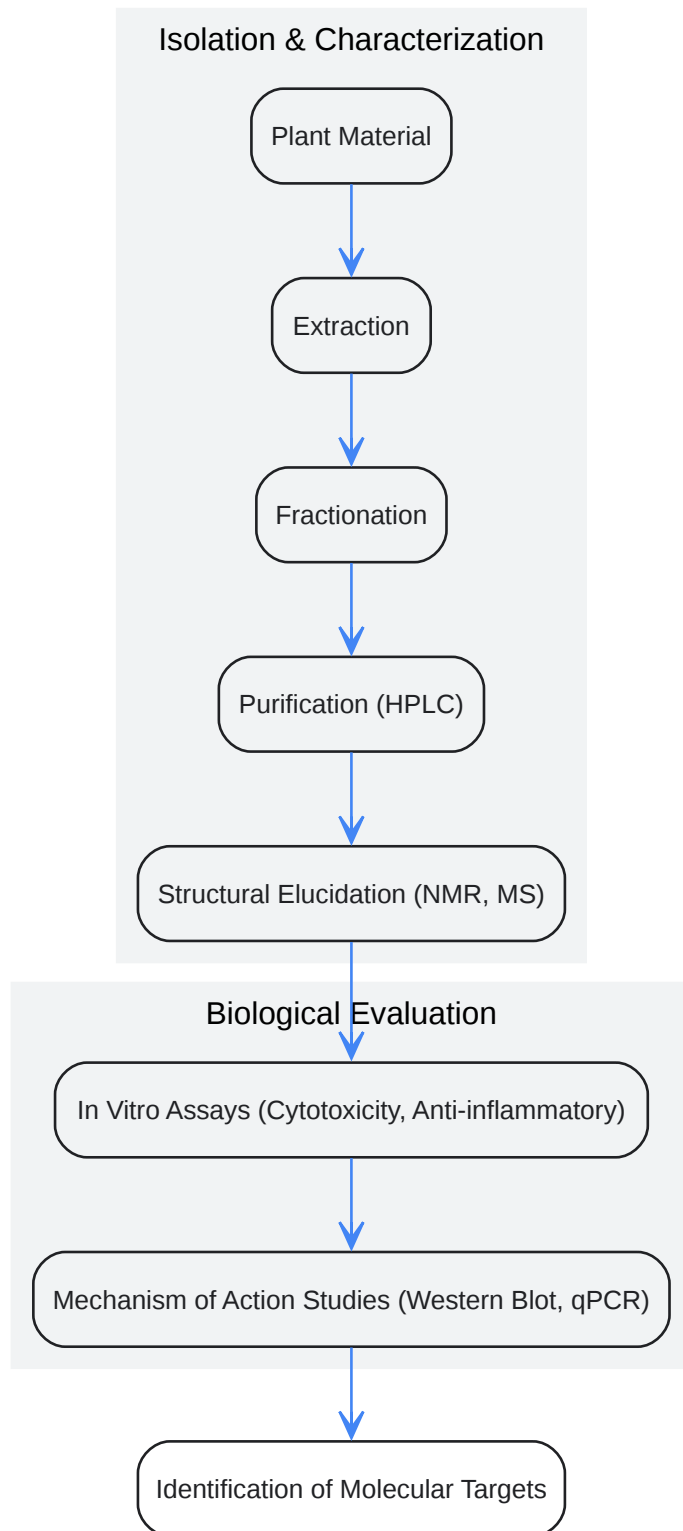 Isolation & Characterization
Plant Material
Extraction
Fractionation
Purification (HPLC)
Structural Elucidation (NMR, MS)
Biological Evaluation
In Vitro Assays (Cytotoxicity, Anti-inflammatory)
Mechanism of Action Studies (Western Blot, qPCR)
Identification of Molecular Targets